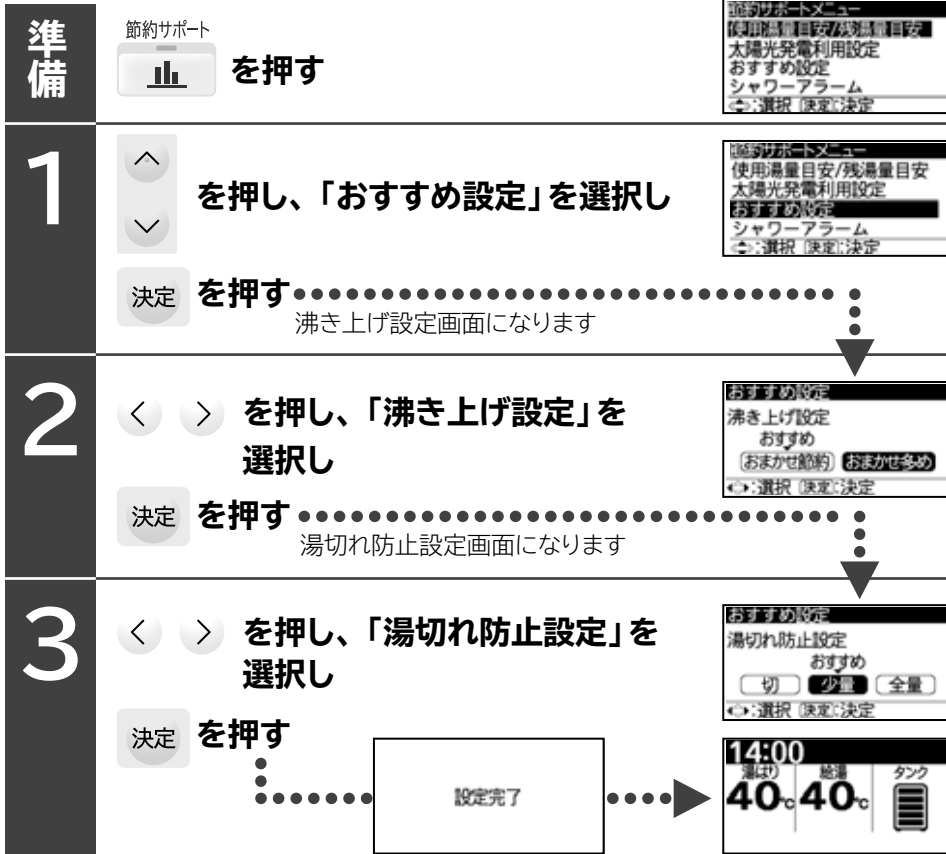 準備
節約サポート
を押す
節約サポートメニュー
使用湯量目安/残湯量目安
太陽光発電利用設定
おすすめ設定
シャワーアラーム
:選択 決定:決定
1
を押し、「おすすめ設定」を選択し
決定 を押す
沸き上げ設定画面になります
節約サポートメニュー
使用湯量目安/残湯量目安
太陽光発電利用設定
おすすめ設定
シャワーアラーム
:選択 決定:決定
2
を押し、「沸き上げ設定」を
選択し
決定 を押す
湯切れ防止設定画面になります
おすすめ設定
沸き上げ設定
おすすめ
おまかせ節約 おまかせ多め
:選択 決定:決定
3
を押し、「湯切れ防止設定」を
選択し
決定 を押す
おすすめ設定
湯切れ防止設定
おすすめ
切 少量 全量
:選択 決定:決定
設定完了
14:00
湯はり 給湯 タンク
40℃ 40℃